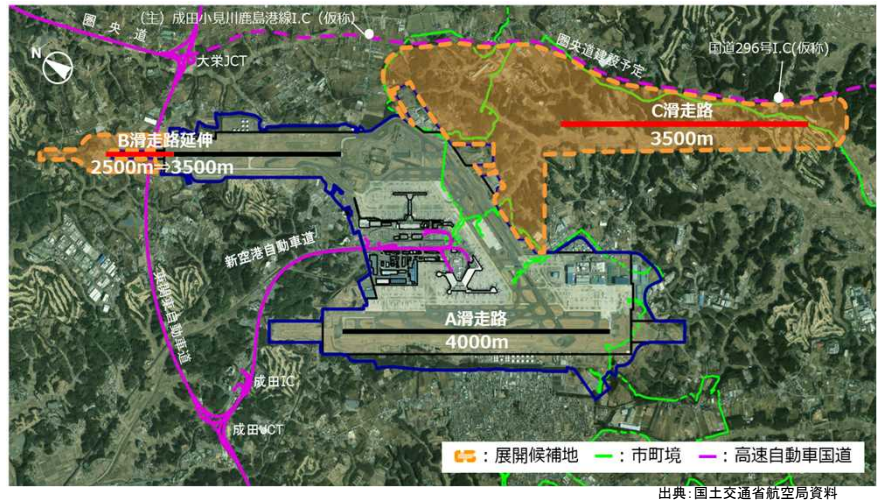 (主)成田小見川鹿島港線I.C(仮称)
圏央道
大栄JCT
N
圏央道建設予定
国道296号I.C(仮称)
C滑走路
3500m
B滑走路延伸
2500m⇒3500m
新空港自動車道
東関東自動車道
A滑走路
4000m
成田IC
成田JCT
:展開候補地 :市町境 :高速自動車国道
出典:国土交通省航空局資料